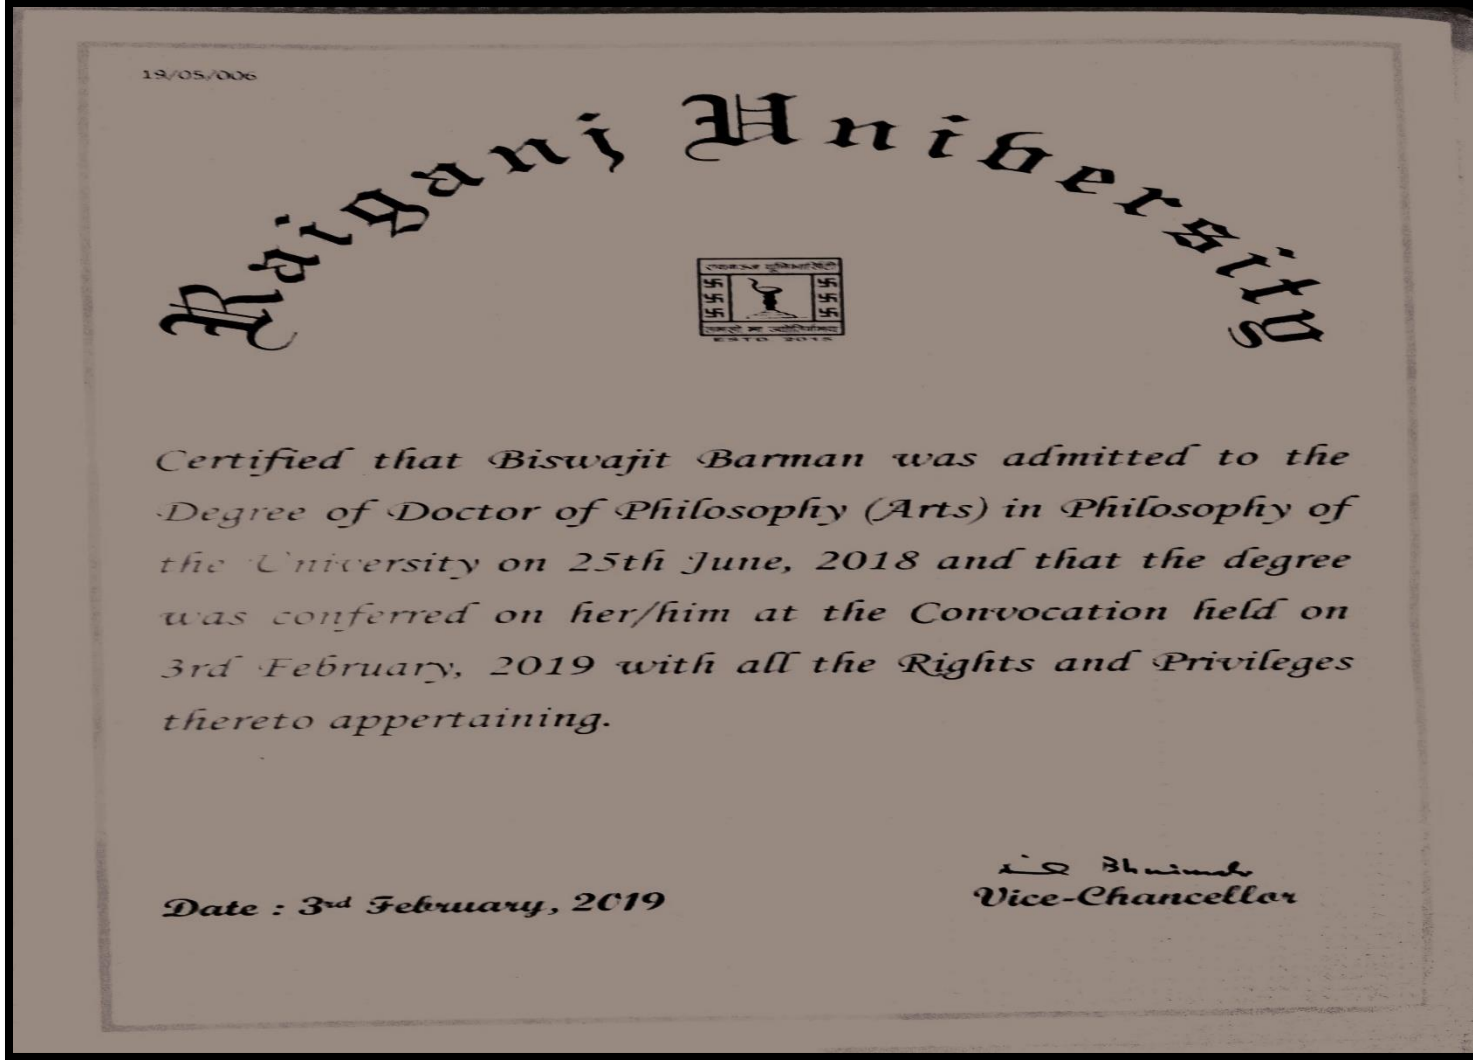 19/05/006
Raiganj University
ESTD 2015
Certified that Biswajit Barman was admitted to the
Degree of Doctor of Philosophy (Arts) in Philosophy of
the University on 25th June, 2018 and that the degree
was conferred on her/him at the Convocation held on
3rd February, 2019 with all the Rights and Privileges
thereto appertaining.
Date : 3rd February, 2019
Vice-Chancellor